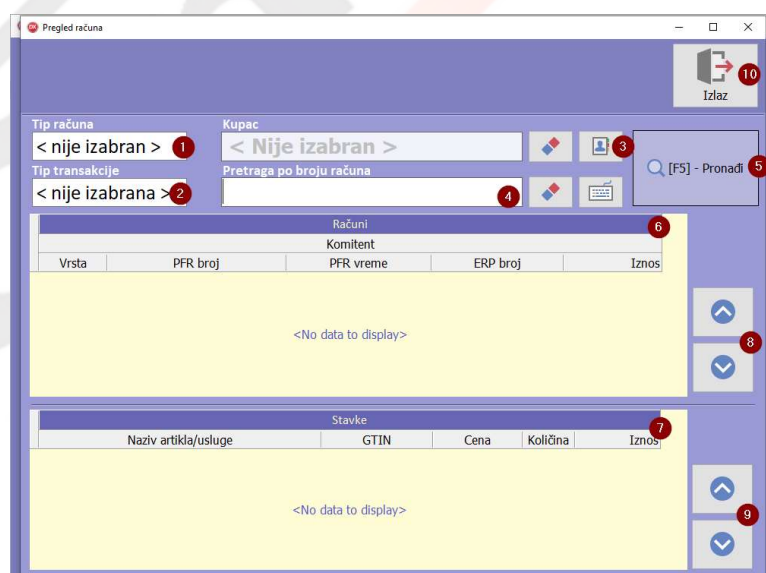 Pregled računa
Izlaz
10
Tip računa
Kupac
< nije izabran >
1
< Nije izabran >
3
Tip transakcije
Pretraga po broju računa
[F5] - Pronađi
5
< nije izabrana >
2
4
Računi
6
Komitent
Vrsta PFR broj PFR vreme ERP broj Iznos
<No data to display>
8
Stavke
7
Naziv artikla/usluge GTIN Cena Količina Iznos
<No data to display>
9